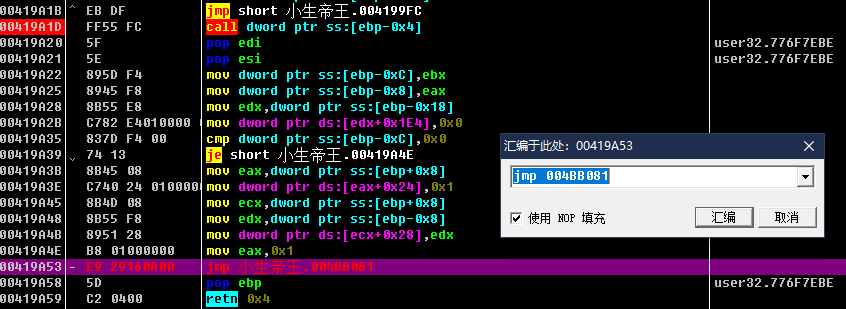 00419A1B ^ EB DF jmp short 小生帝王.004199FC
00419A1D FF55 FC call dword ptr ss:[ebp-0x4]
00419A20 5F pop edi user32.776F7EBE
00419A21 5E pop esi user32.776F7EBE
00419A22 895D F4 mov dword ptr ss:[ebp-0xC],ebx
00419A25 8945 F8 mov dword ptr ss:[ebp-0x8],eax
00419A28 8B55 E8 mov edx,dword ptr ss:[ebp-0x18]
00419A2B C782 E4010000 mov dword ptr ds:[edx+0x1E4],0x0
00419A35 837D F4 00 cmp dword ptr ss:[ebp-0xC],0x0
00419A39 74 13 je short 小生帝王.00419A4E
00419A3B 8B45 08 mov eax,dword ptr ss:[ebp+0x8]
00419A3E C740 24 0100000 mov dword ptr ds:[eax+0x24],0x1
00419A45 8B4D 08 mov ecx,dword ptr ss:[ebp+0x8]
00419A48 8B55 F8 mov edx,dword ptr ss:[ebp-0x8]
00419A4B 8951 28 mov dword ptr ds:[ecx+0x28],edx
00419A4E B8 01000000 mov eax,0x1
00419A53 - E9 29160A00 jmp 小生帝王.004BB081
00419A58 5D pop ebp user32.776F7EBE
00419A59 C2 0400 retn 0x4
汇编于此处：00419A53
jmp 004BB081
使用 NOP 填充
汇编
取消